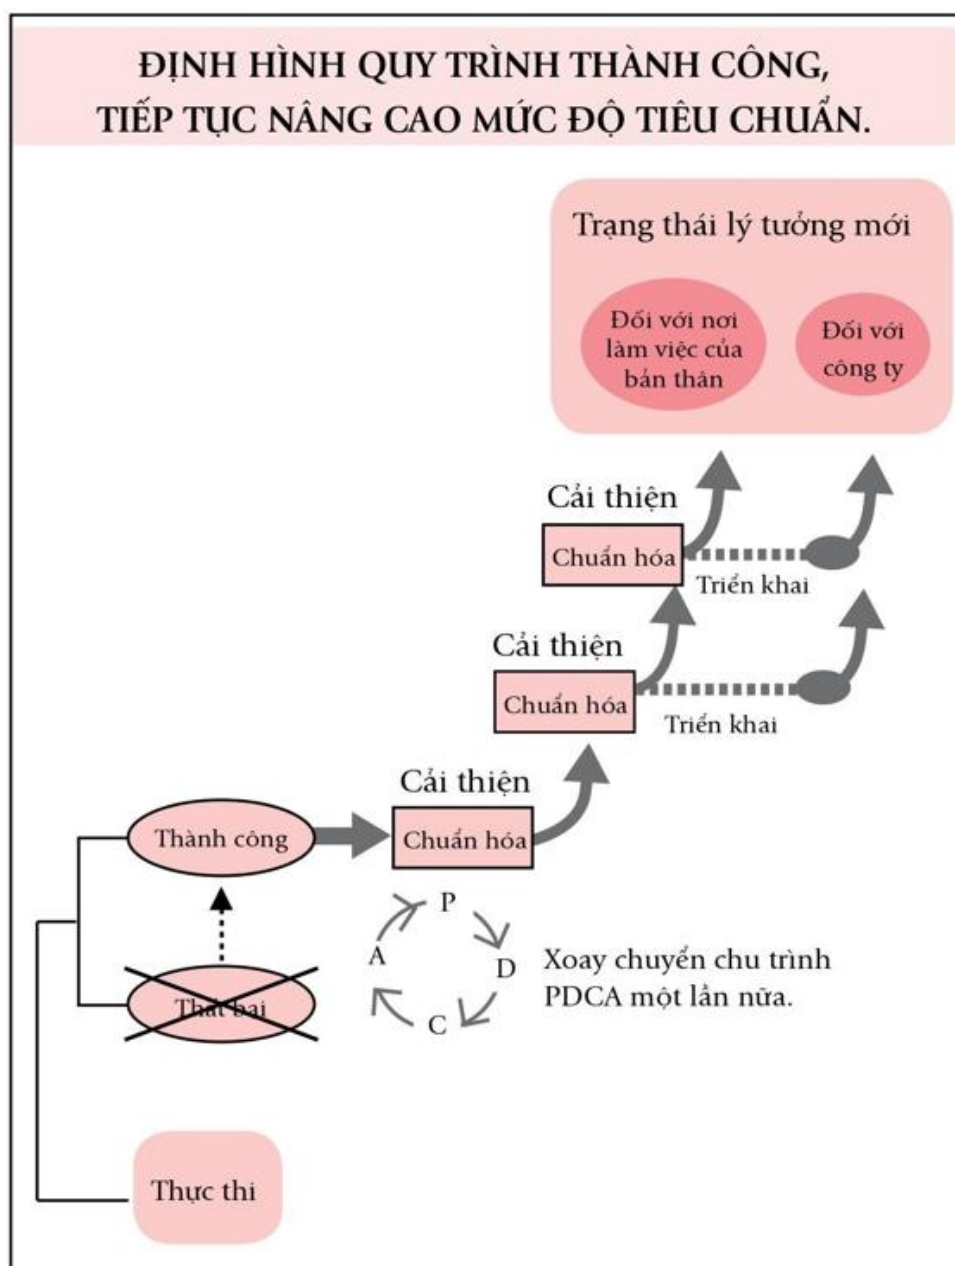 ĐỊNH HÌNH QUY TRÌNH THÀNH CÔNG,
TIẾP TỤC NÂNG CAO MỨC ĐỘ TIÊU CHUẨN.
Trạng thái lý tưởng mới
Đối với nơi
làm việc của
bản thân
Đối với
công ty
Cải thiện
Chuẩn hóa
Triển khai
Cải thiện
Chuẩn hóa
Triển khai
Cải thiện
Chuẩn hóa
Thành công
Thất bại
P
D
C
A
Xoay chuyển chu trình
PDCA một lần nữa.
Thực thi